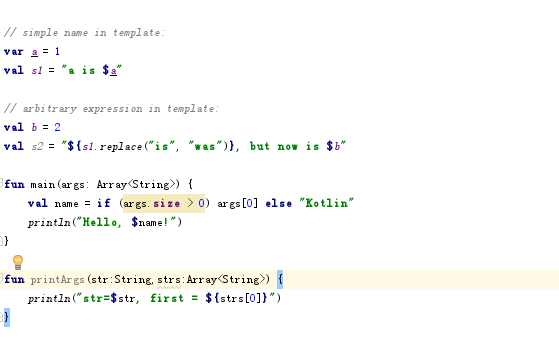 // simple name in template:
var a = 1
val s1 = "a is $a"
// arbitrary expression in template:
val b = 2
val s2 = "${s1.replace("is", "was")}, but now is $b"
fun main(args: Array<String>) {
val name = if (args.size > 0) args[0] else "Kotlin"
println("Hello, $name!")
}
fun printArgs(str:String,strs:Array<String>) {
println("str=$str, first = ${strs[0]}")
}